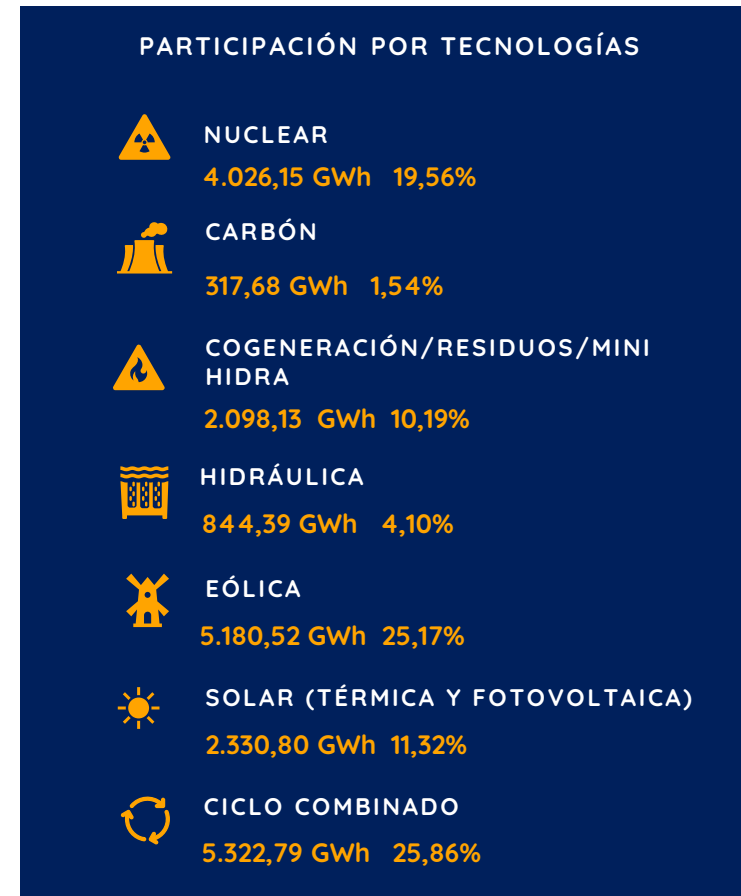 PARTICIPACIÓN POR TECNOLOGÍAS
NUCLEAR
4.026,15 GWh 19,56%
CARBÓN
317,68 GWh 1,54%
COGENERACIÓN/RESIDUOS/MINI
HIDRA
2.098,13 GWh 10,19%
HIDRÁULICA
844,39 GWh 4,10%
EÓLICA
5.180,52 GWh 25,17%
SOLAR (TÉRMICA Y FOTOVOLTAICA)
2.330,80 GWh 11,32%
CICLO COMBINADO
5.322,79 GWh 25,86%